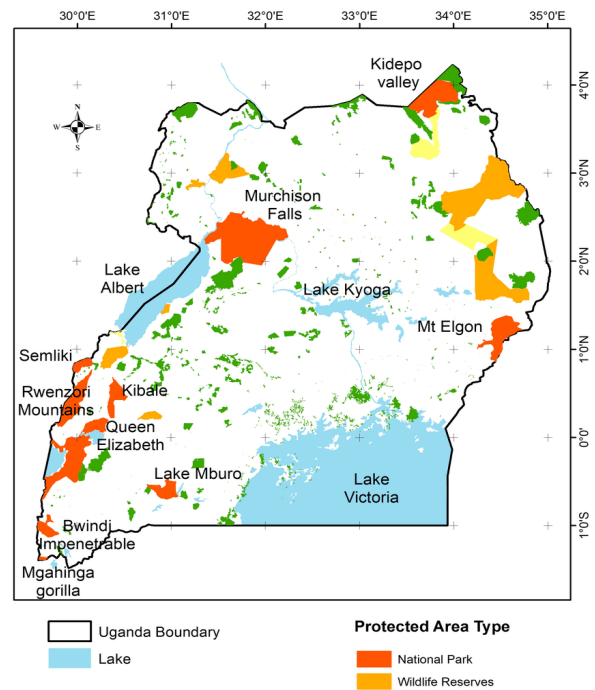 30°0'E 31°0'E 32°0'E 33°0'E 34°0'E 35°0'E
Kidepo
valley
4°0'N
N
W E
S
3°0'N
Murchison
Falls
2°0'N
Lake
Albert
Lake Kyoga
Mt Elgon
1°0'N
Semliki
Rwenzori
Mountains
Kibale
Queen
Elizabeth
0°0'
Lake Mburo
Lake
Victoria
1°0'S
Bwindi
Impenetrable
Mgahinga
gorilla
Uganda Boundary
Lake
Protected Area Type
National Park
Wildlife Reserves